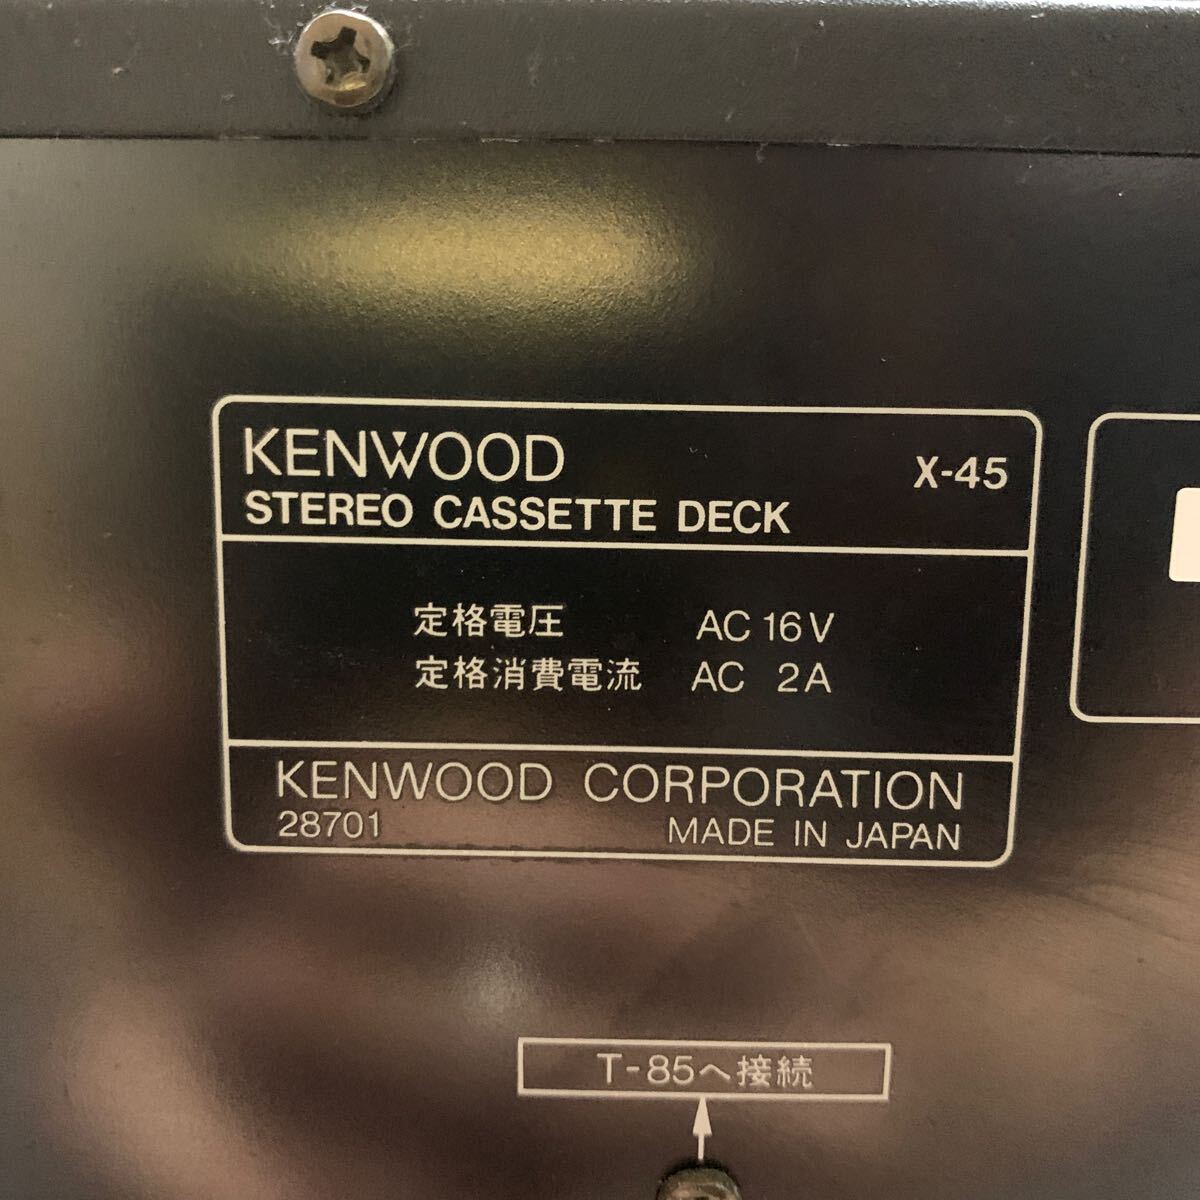 KENWOOD X-45
STEREO CASSETTE DECK
定格電圧 AC 16V
定格消費電流 AC 2A
KENWOOD CORPORATION
28701 MADE IN JAPAN
T-85へ接続